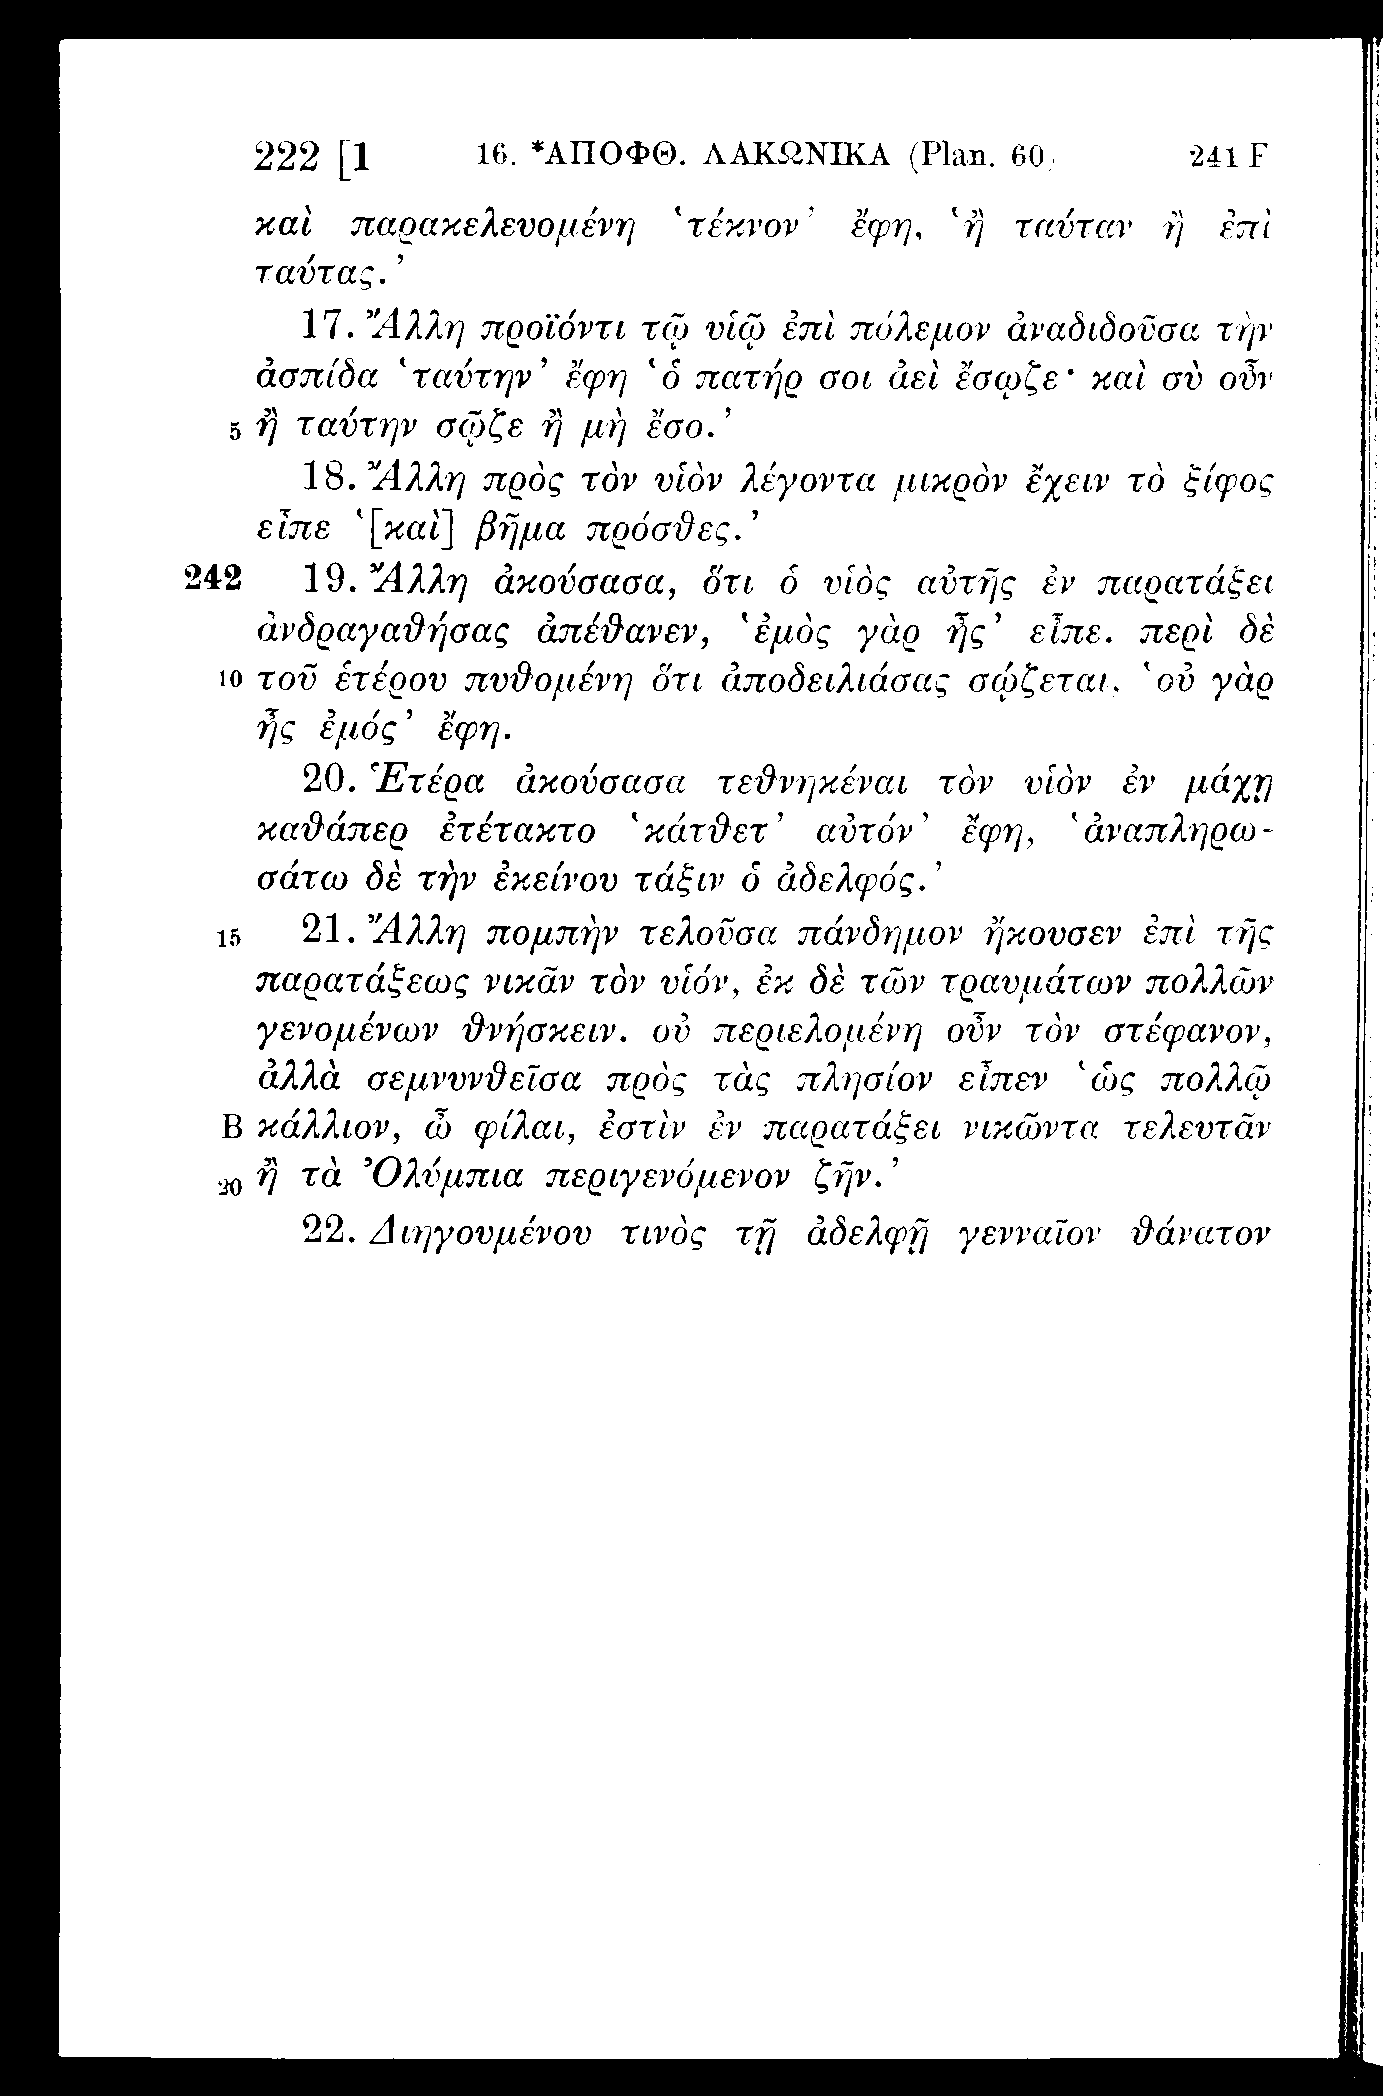 222 [1 16. *ΑΠΟΦΘ. ΛΑΚΩΝΙΚΑ (Plan. 60) 241 F
καὶ παρακελευομένη ‘τέκνον’ ἔφη, ‘ἢ ταύταν ἢ ἐπὶ
ταύτας.’
17. Ἄλλη προϊόντι τῷ υἱῷ ἐπὶ πόλεμον ἀναδιδοῦσα τὴν
ἀσπίδα ‘ταύτην’ ἔφη ‘ὁ πατήρ σοι ἀεὶ ἔσῳζε· καὶ σὺ οὖν
5 ἢ ταύτην σῷζε ἢ μὴ ἔσο.’
18. Ἄλλη πρὸς τὸν υἱὸν λέγοντα μικρὸν ἔχειν τὸ ξίφος
εἶπε ‘[καὶ] βῆμα πρόσθες.’
242 19. Ἄλλη ἀκούσασα, ὅτι ὁ υἱὸς αὐτῆς ἐν παρατάξει
ἀνδραγαθήσας ἀπέθανεν, ‘ἐμὸς γὰρ ἦς’ εἶπε. περὶ δὲ
10 τοῦ ἑτέρου πυθομένη ὅτι ἀποδειλιάσας σῴζεται, ‘οὐ γὰρ
ἦς ἐμός’ ἔφη.
20. Ἑτέρα ἀκούσασα τεθνηκέναι τὸν υἱὸν ἐν μάχῃ
καθάπερ ἐτέτακτο ‘κάτθετ’ αὐτόν’ ἔφη, ‘ἀναπληρω-
σάτω δὲ τὴν ἐκείνου τάξιν ὁ ἀδελφός.’
15 21. Ἄλλη πομπὴν τελοῦσα πάνδημον ἤκουσεν ἐπὶ τῆς
παρατάξεως νικᾶν τὸν υἱόν, ἐκ δὲ τῶν τραυμάτων πολλῶν
γενομένων θνήσκειν. οὐ περιελομένη οὖν τὸν στέφανον,
ἀλλὰ σεμνυνθεῖσα πρὸς τὰς πλησίον εἶπεν ‘ὡς πολλῷ
B κάλλιον, ὦ φίλαι, ἐστὶν ἐν παρατάξει νικῶντα τελευτᾶν
20 ἢ τὰ Ὀλύμπια περιγενόμενον ζῆν.’
22. Διηγουμένου τινὸς τῇ ἀδελφῇ γενναῖον θάνατον